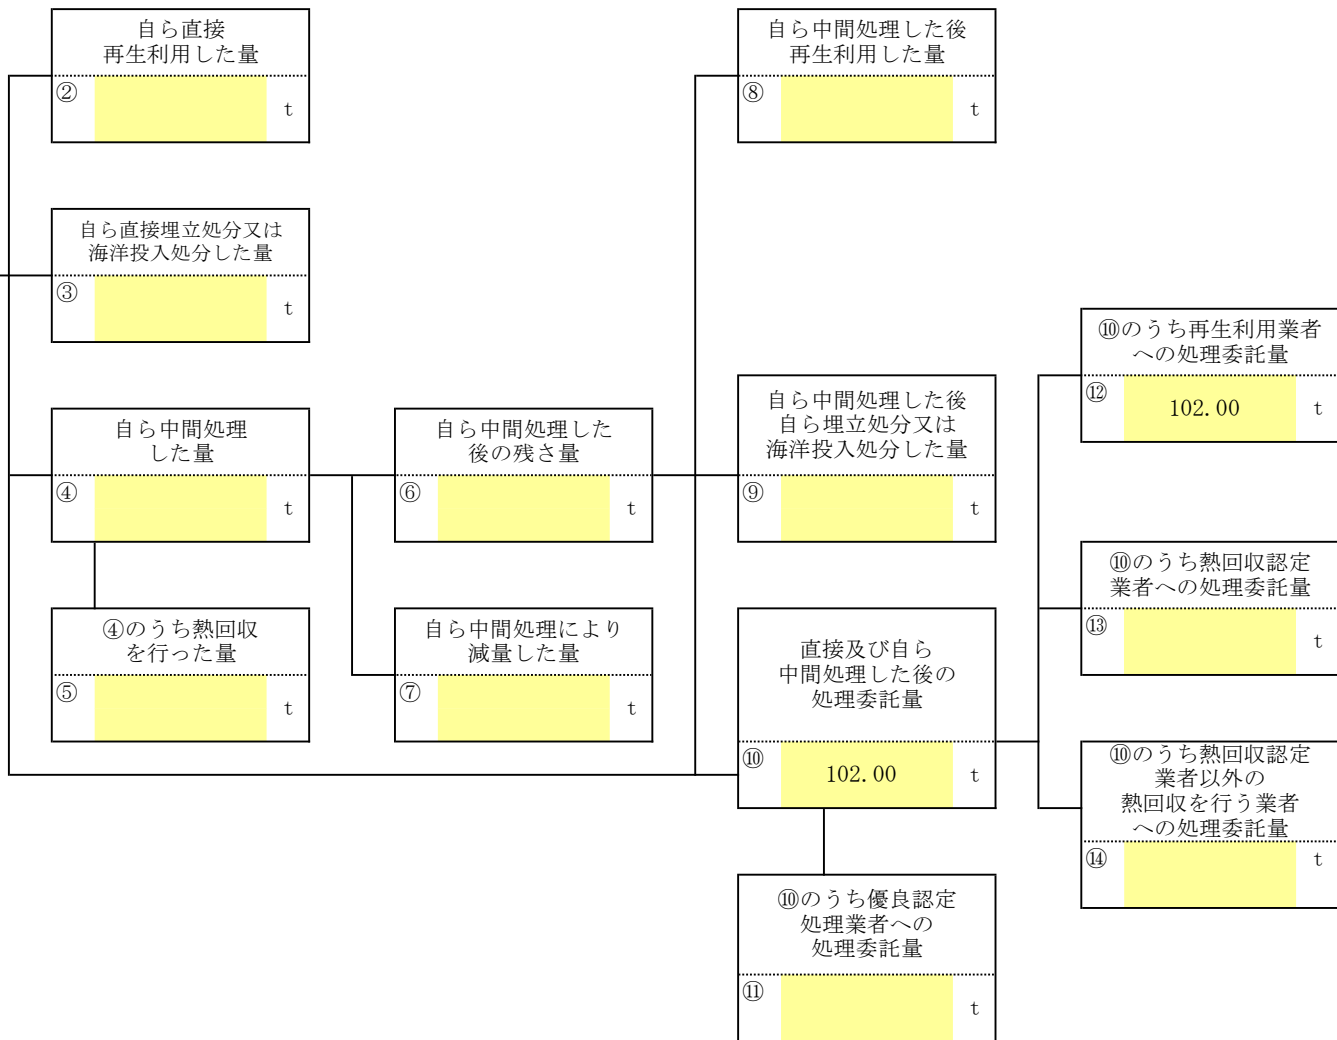 自ら直接
再生利用した量
②
t
自ら中間処理した後
再生利用した量
⑧
t
自ら直接埋立処分又は
海洋投入処分した量
③
t
⑩のうち再生利用業者
への処理委託量
⑫
102.00
t
自ら中間処理
した量
④
t
自ら中間処理した
後の残さ量
⑥
t
自ら中間処理した後
自ら埋立処分又は
海洋投入処分した量
⑨
t
⑩のうち熱回収認定
業者への処理委託量
⑬
t
④のうち熱回収
を行った量
⑤
t
自ら中間処理により
減量した量
⑦
t
直接及び自ら
中間処理した後の
処理委託量
⑩
102.00
t
⑩のうち熱回収認定
業者以外の
熱回収を行う業者
への処理委託量
⑭
t
⑩のうち優良認定
処理業者への
処理委託量
⑪
t